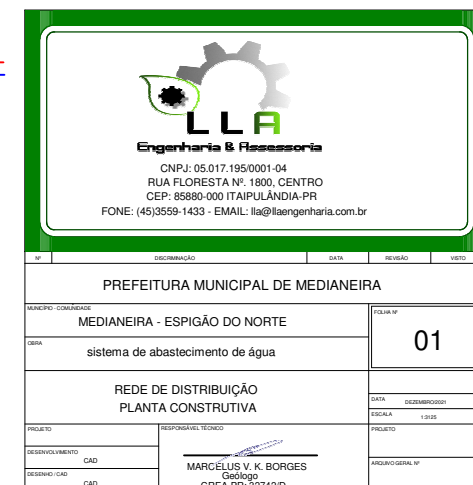 LLA
Engenharia & Assessoria
CNPJ: 05.017.195/0001-04
RUA FLORESTA Nº. 1800, CENTRO
CEP: 85880-000 ITAIPULÂNDIA-PR
FONE: (45)3559-1433 - EMAIL: lla@llaengenharia.com.br
Nº DISCRIMINAÇÃO DATA REVISÃO VISTO
PREFEITURA MUNICIPAL DE MEDIANEIRA
MUNICÍPIO - COMUNIDADE
MEDIANEIRA - ESPIGÃO DO NORTE
FOLHA Nº
01
OBRA
sistema de abastecimento de água
REDE DE DISTRIBUIÇÃO
PLANTA CONSTRUTIVA
DATA DEZEMBRO/2021
ESCALA 1:3125
PROJETO
RESPONSÁVEL TÉCNICO
PROJETO
DESENVOLVIMENTO
CAD
MARCÉLUS V. K. BORGES
Geólogo
ARQUIVO GERAL Nº
DESENHO / CAD
CAD